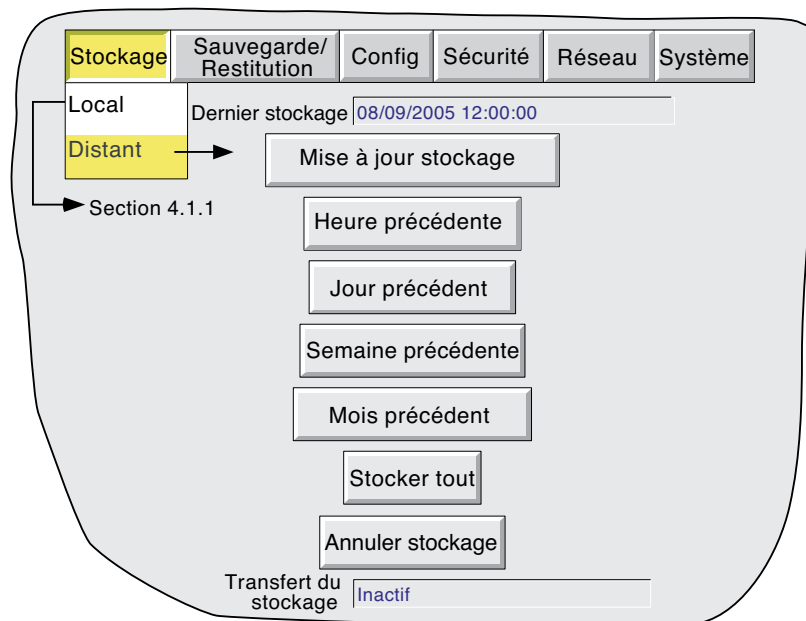 Stockage Sauvegarde/ Restitution Config Sécurité Réseau Système
Local
Dernier stockage 08/09/2005 12:00:00
Distant
Mise à jour stockage
Section 4.1.1
Heure précédente
Jour précédent
Semaine précédente
Mois précédent
Stocker tout
Annuler stockage
Transfert du
stockage Inactif